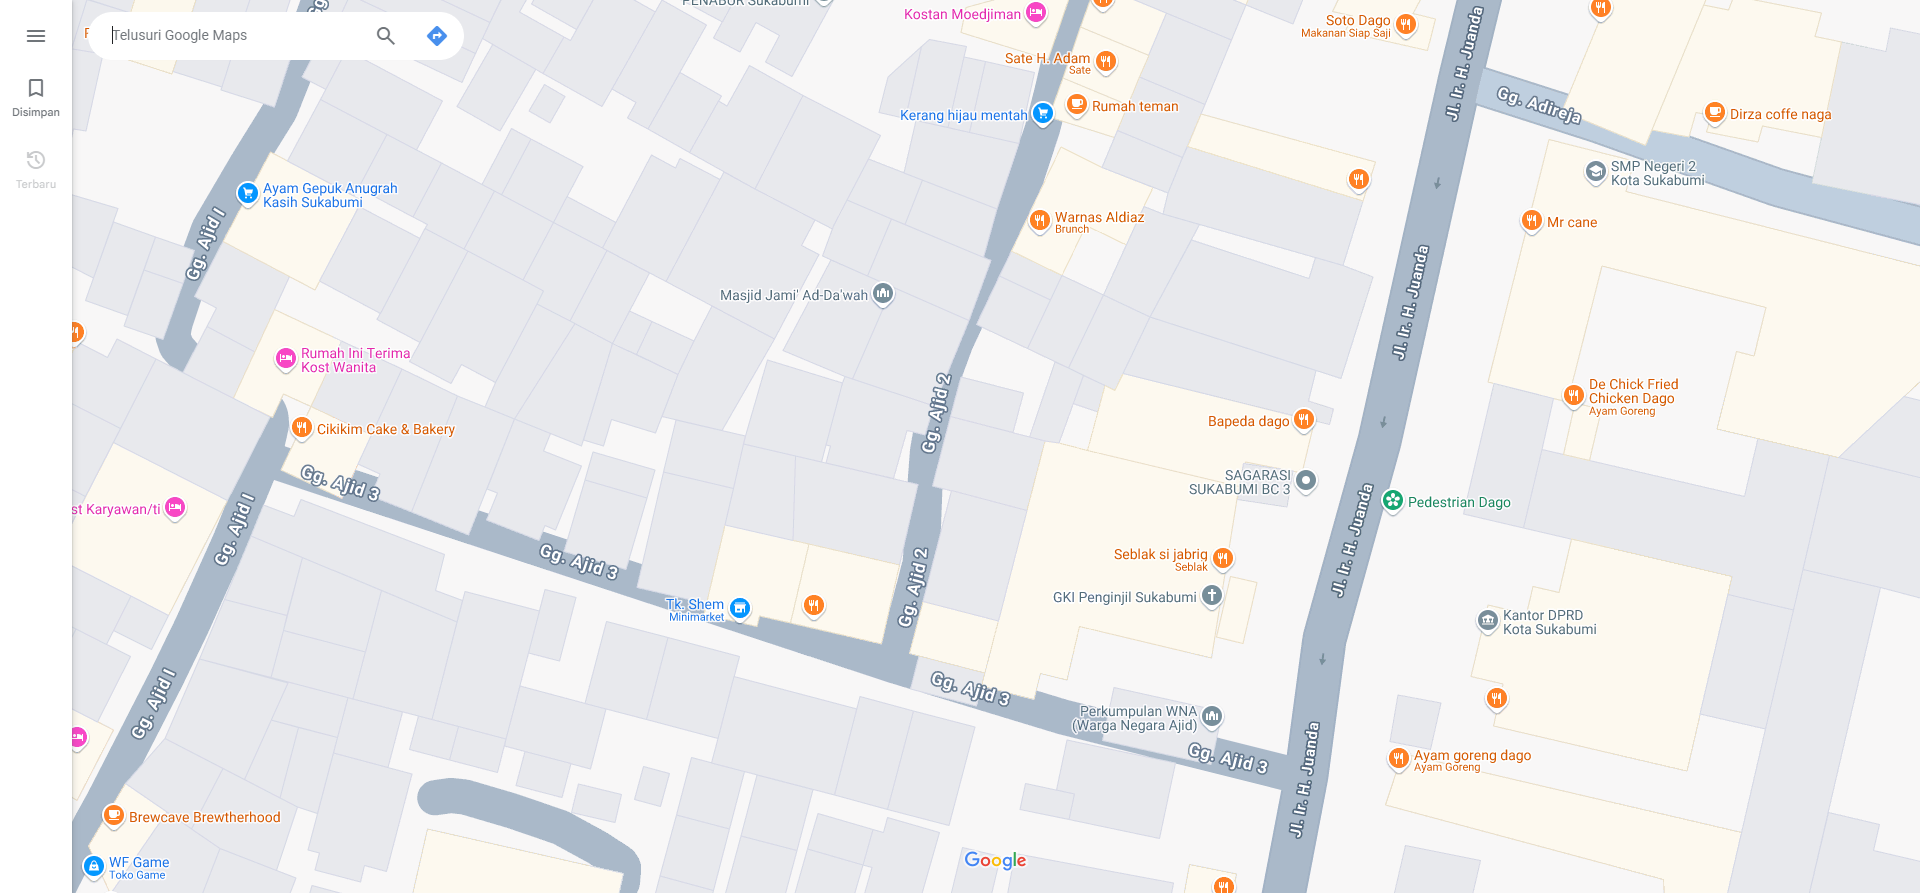 Telusuri Google Maps
Disimpan
Terbaru
PENABUR Sukabumi
Kostan Moedjiman
Soto Dago
Makanan Siap Saji
Sate H. Adam
Sate
Rumah teman
Kerang hijau mentah
Jl. Ir. H. Juanda
Gg. Adireja
Dirza coffe naga
SMP Negeri 2
Kota Sukabumi
Ayam Gepuk Anugrah
Kasih Sukabumi
Gg. Ajid I
Warnas Aldiaz
Brunch
Mr cane
Masjid Jami' Ad-Da'wah
Jl. Ir. H. Juanda
Rumah Ini Terima
Kost Wanita
Gg. Ajid 2
De Chick Fried
Chicken Dago
Ayam Goreng
Cikikim Cake & Bakery
Bapeda dago
Gg. Ajid 3
SAGARASI
SUKABUMI BC 3
st Karyawan/ti
Gg. Ajid I
Pedestrian Dago
Jl. Ir. H. Juanda
Gg. Ajid 3
Seblak si jabrig
Seblak
Gg. Ajid 2
GKI Penginjil Sukabumi
Tk. Shem
Minimarket
Kantor DPRD
Kota Sukabumi
Gg. Ajid I
Gg. Ajid 3
Perkumpulan WNA
(Warga Negara Ajid)
Gg. Ajid 3
Jl. Ir. H. Juanda
Ayam goreng dago
Ayam Goreng
Brewcave Brewtherhood
WF Game
Toko Game
Google